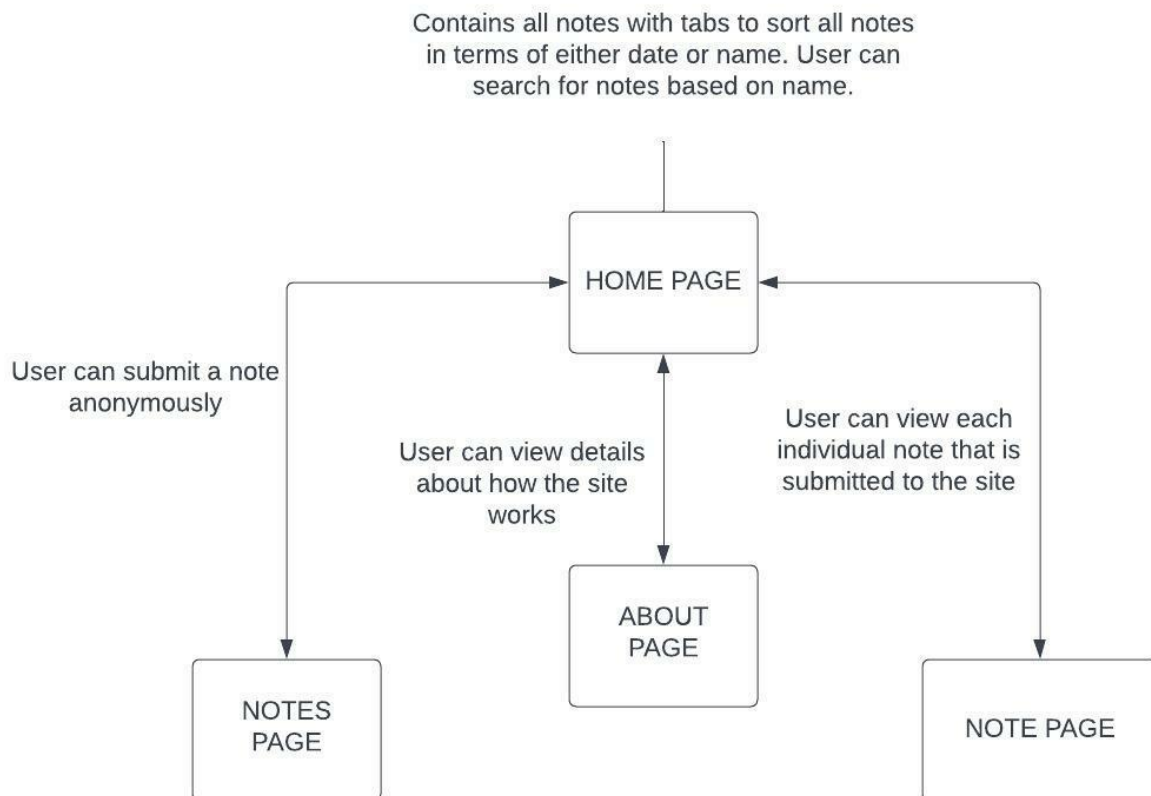 Contains all notes with tabs to sort all notes
in terms of either date or name. User can
search for notes based on name.
HOME PAGE
User can submit a note
anonymously
User can view details
about how the site
works
User can view each
individual note that is
submitted to the site
ABOUT
PAGE
NOTES
PAGE
NOTE PAGE